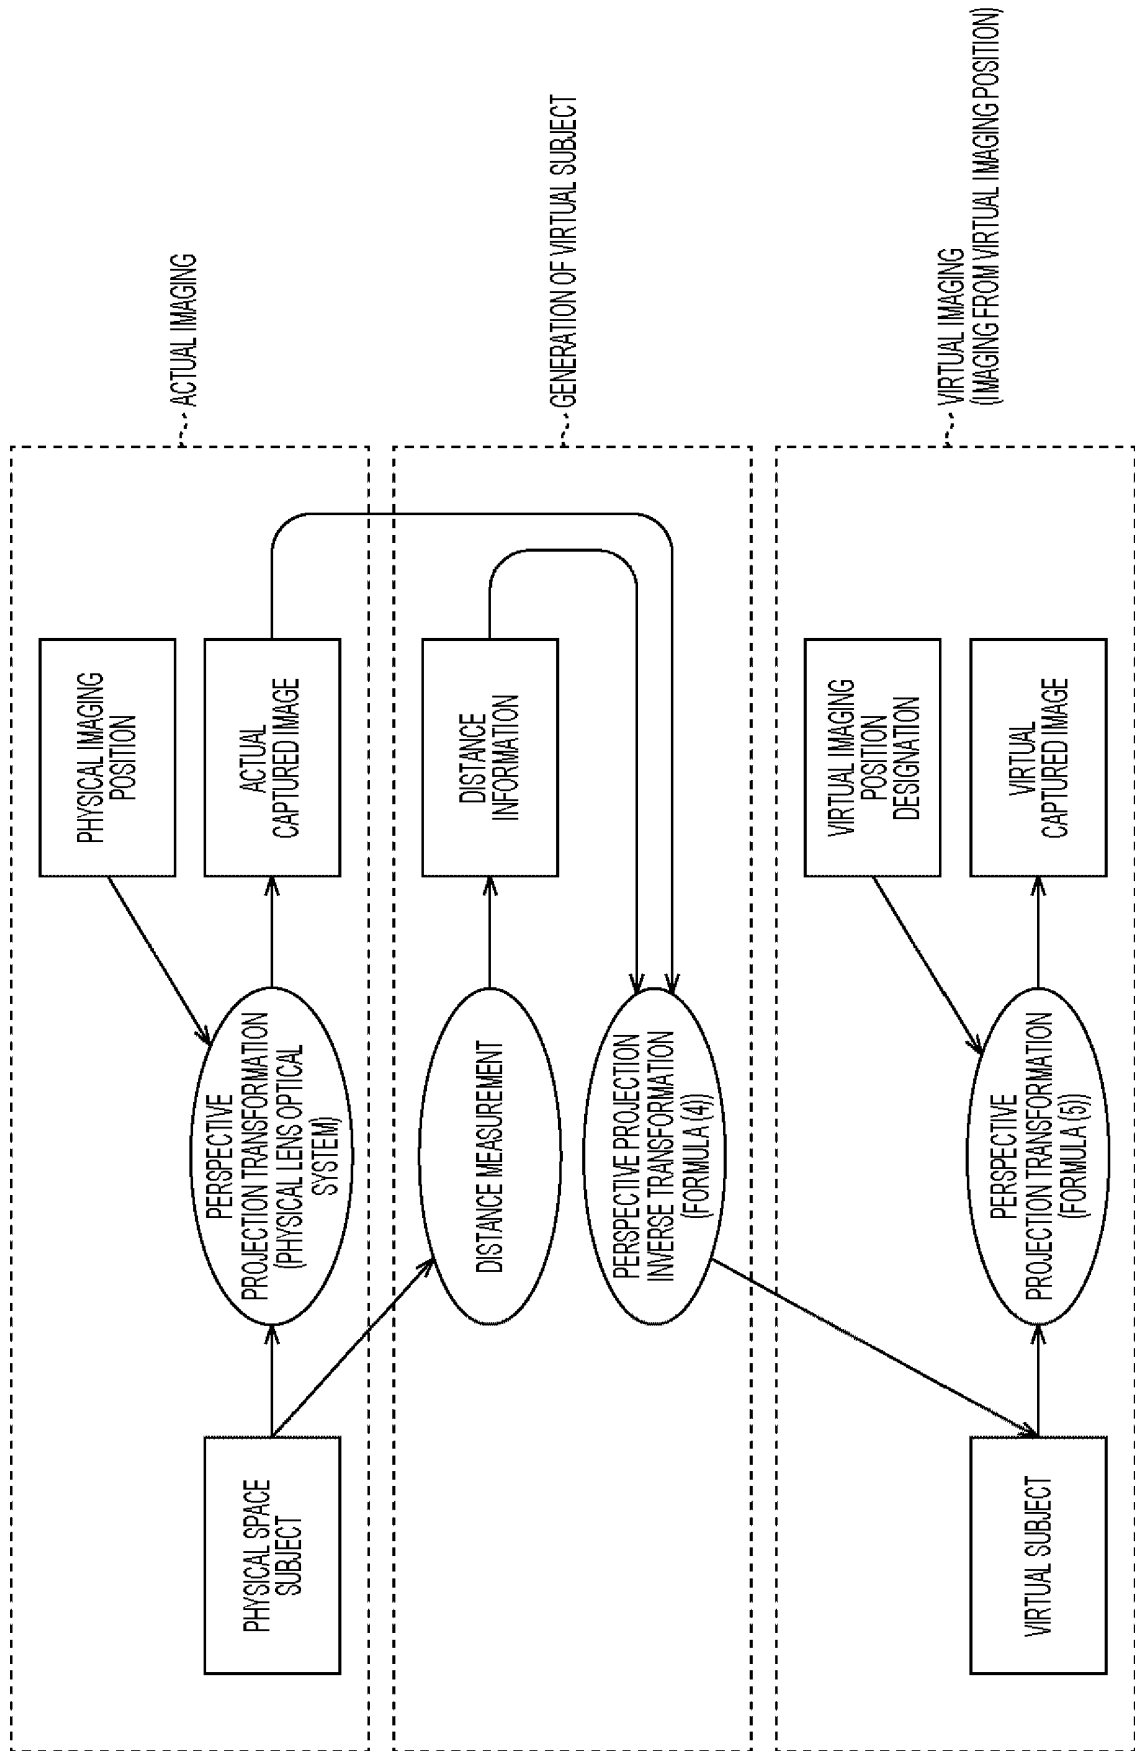 ACTUAL IMAGING
PHYSICAL IMAGING
POSITION
PHYSICAL SPACE
SUBJECT
PERSPECTIVE
PROJECTION TRANSFORMATION
(PHYSICAL LENS OPTICAL
SYSTEM)
ACTUAL
CAPTURED IMAGE
GENERATION OF VIRTUAL SUBJECT
DISTANCE MEASUREMENT
DISTANCE
INFORMATION
PERSPECTIVE PROJECTION
INVERSE TRANSFORMATION
(FORMULA (4))
VIRTUAL IMAGING
(IMAGING FROM VIRTUAL IMAGING POSITION)
VIRTUAL IMAGING
POSITION
DESIGNATION
VIRTUAL SUBJECT
PERSPECTIVE
PROJECTION TRANSFORMATION
(FORMULA (5))
VIRTUAL
CAPTURED IMAGE